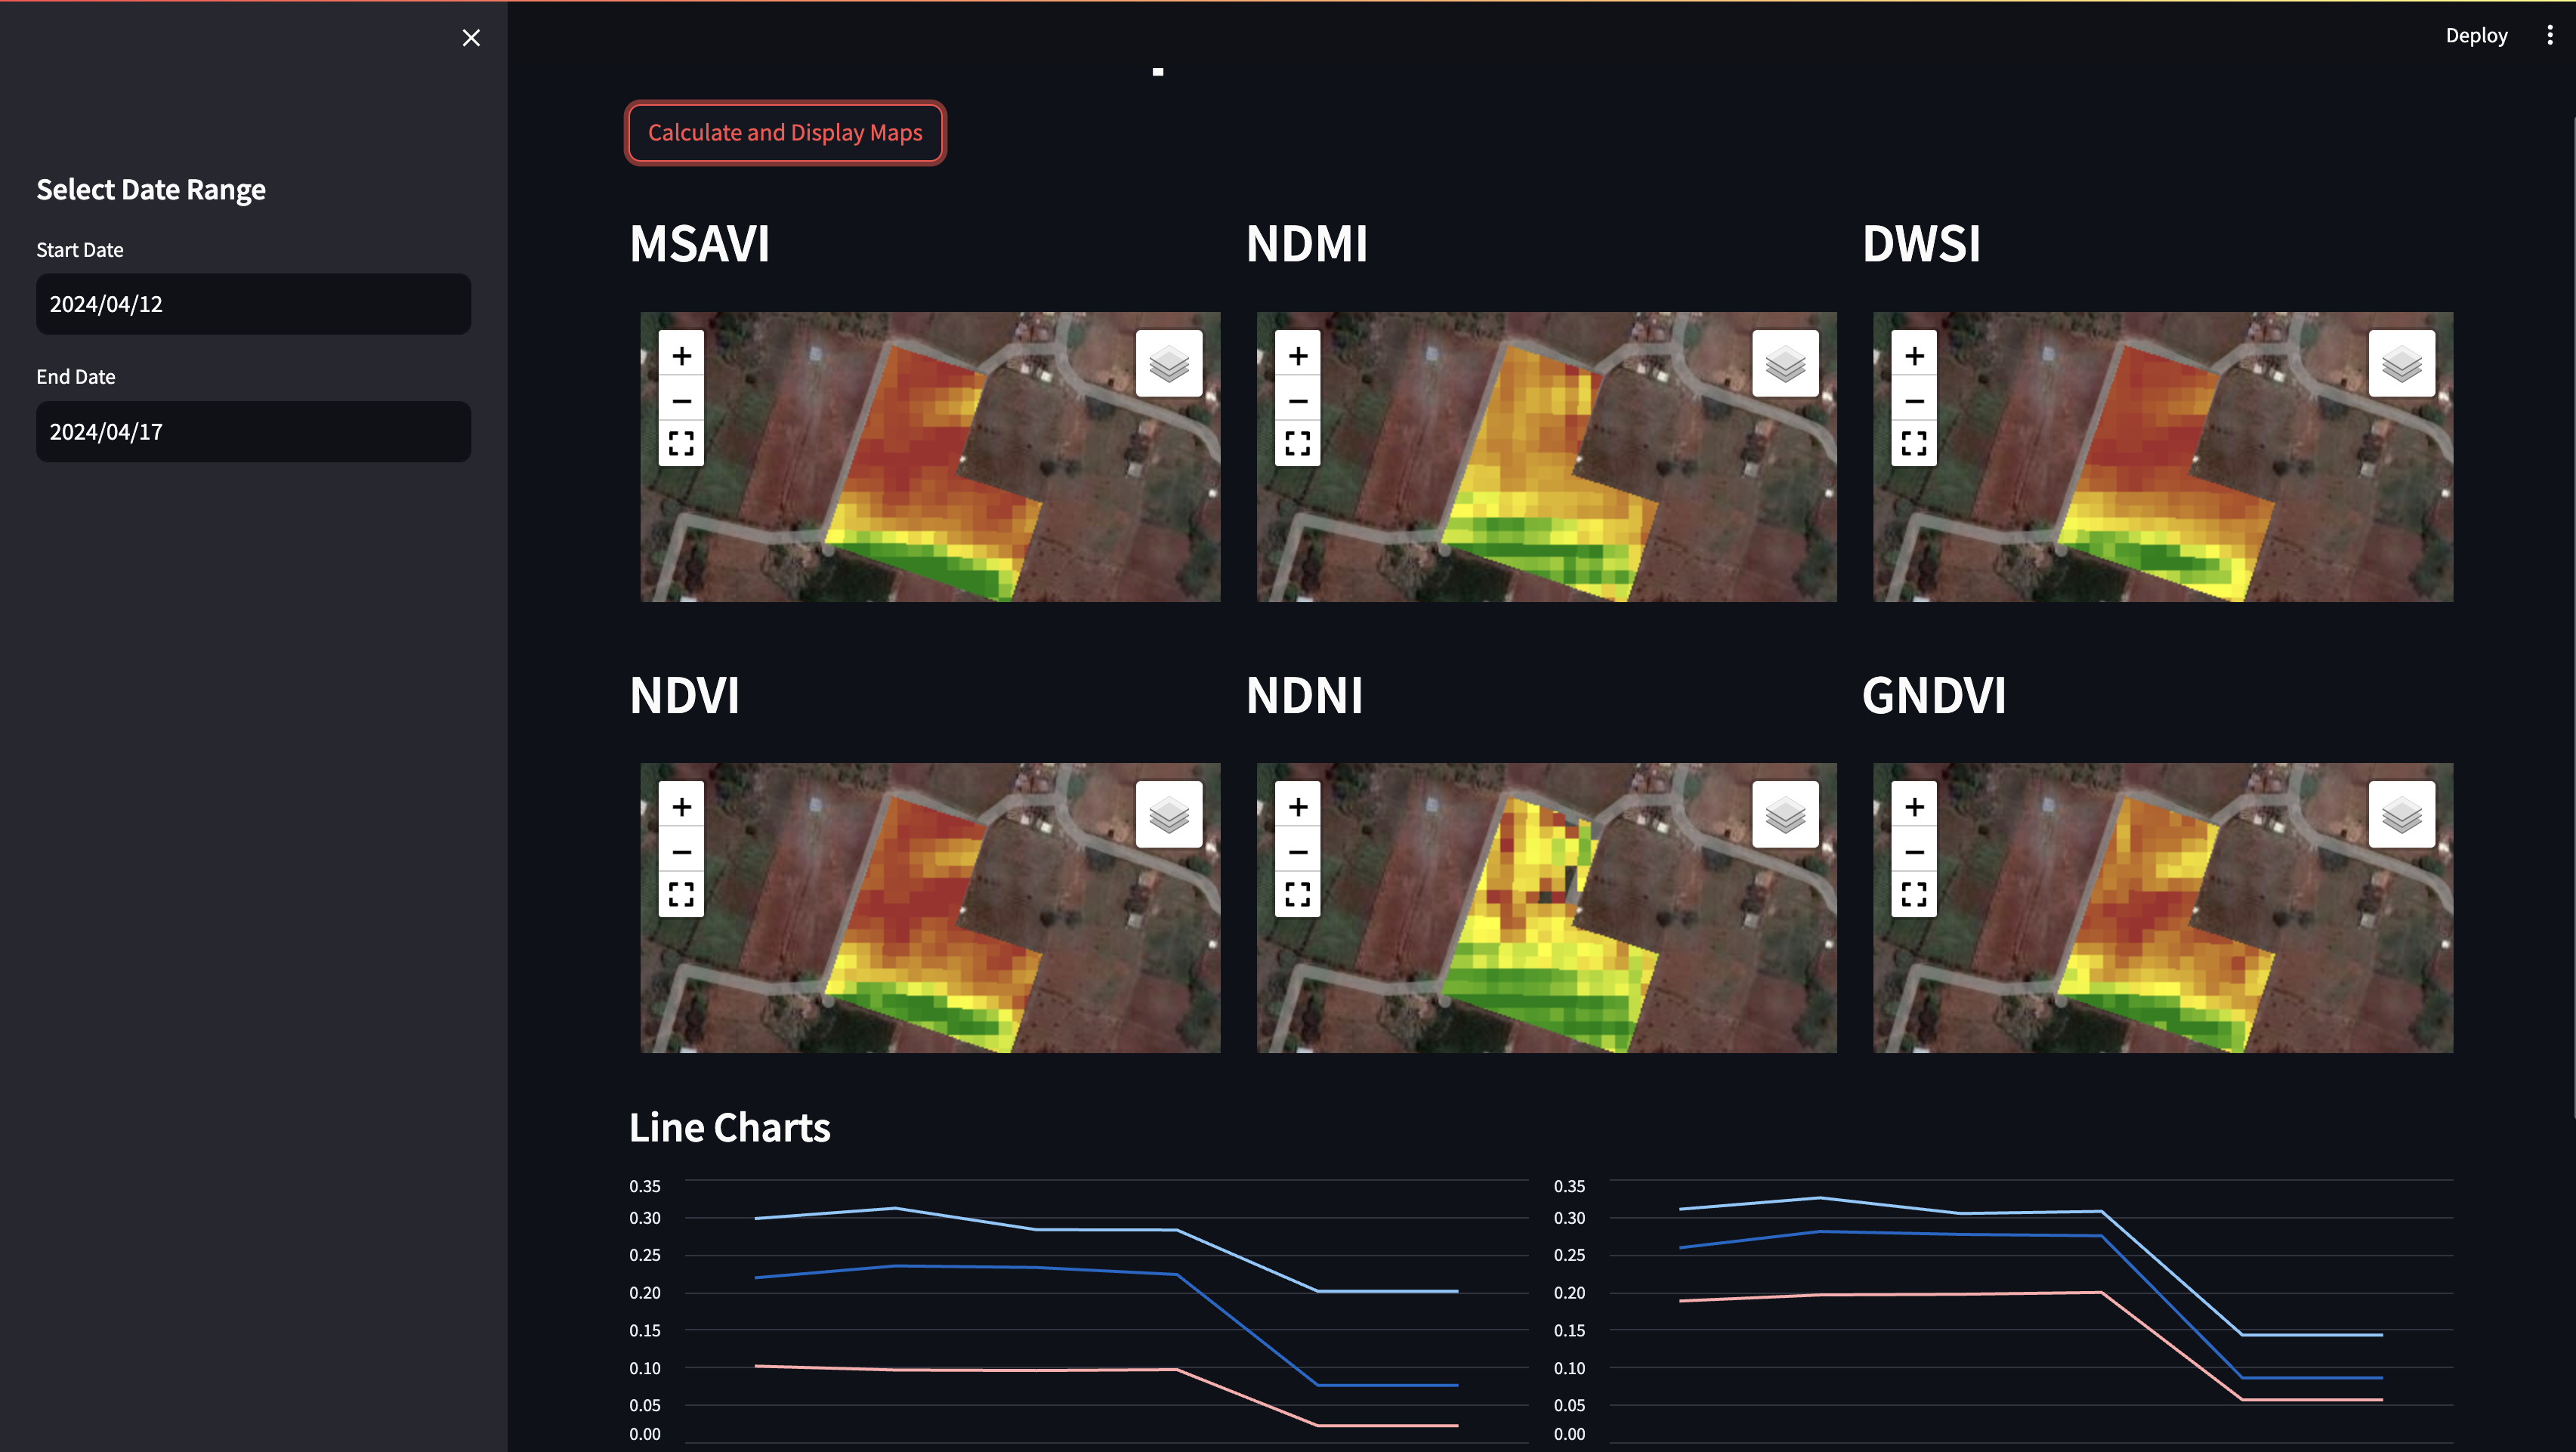 Deploy
Select Date Range
Start Date
2024/04/12
End Date
2024/04/17
Calculate and Display Maps
MSAVI
NDMI
DWSI
+
−
+
−
+
−
NDVI
NDNI
GNDVI
+
−
+
−
+
−
Line Charts
0.35
0.30
0.25
0.20
0.15
0.10
0.05
0.00
0.35
0.30
0.25
0.20
0.15
0.10
0.05
0.00